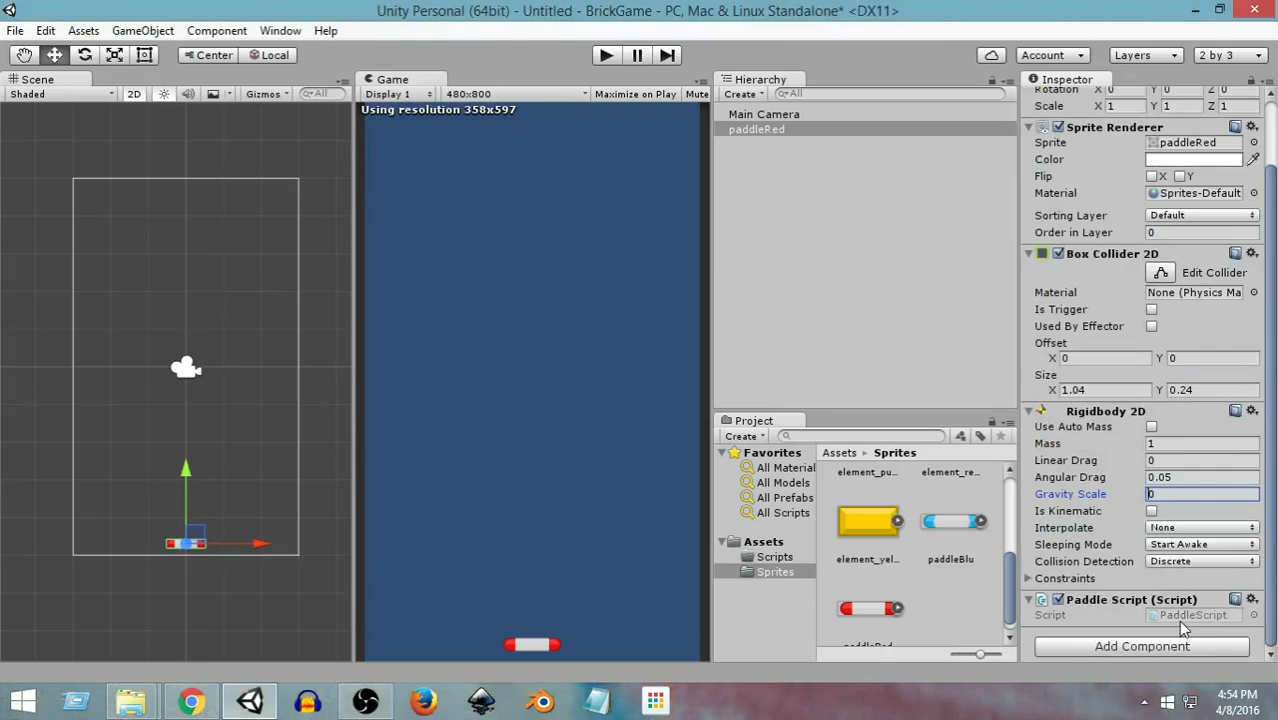 Unity Personal (64bit) - Untitled - BrickGame - PC, Mac & Linux Standalone* <DX11>
File Edit Assets GameObject Component Window Help
Center Local Account Layers 2 by 3
Scene
Shaded 2D Gizmos All
Game
Display 1 480x800 Maximize on Play Mute
Using resolution 358x597
Hierarchy
Create All
Main Camera
paddleRed
Project
Create
Favorites
All Material
All Models
All Prefabs
All Scripts
Assets
Scripts
Sprites
Assets Sprites
element_pu... element_re...
element_yel... paddleBlu
Inspector
Rotation X 0 Y 0 Z 0
Scale X 1 Y 1 Z 1
Sprite Renderer
Sprite paddleRed
Color
Flip X Y
Material Sprites-Default
Sorting Layer Default
Order in Layer 0
Box Collider 2D
Edit Collider
Material None (Physics Ma
Is Trigger
Used By Effector
Offset
X 0 Y 0
Size
X 1.04 Y 0.24
Rigidbody 2D
Use Auto Mass
Mass 1
Linear Drag 0
Angular Drag 0.05
Gravity Scale 0
Is Kinematic
Interpolate None
Sleeping Mode Start Awake
Collision Detection Discrete
Constraints
Paddle Script (Script)
Script PaddleScript
Add Component
4:54 PM
4/8/2016